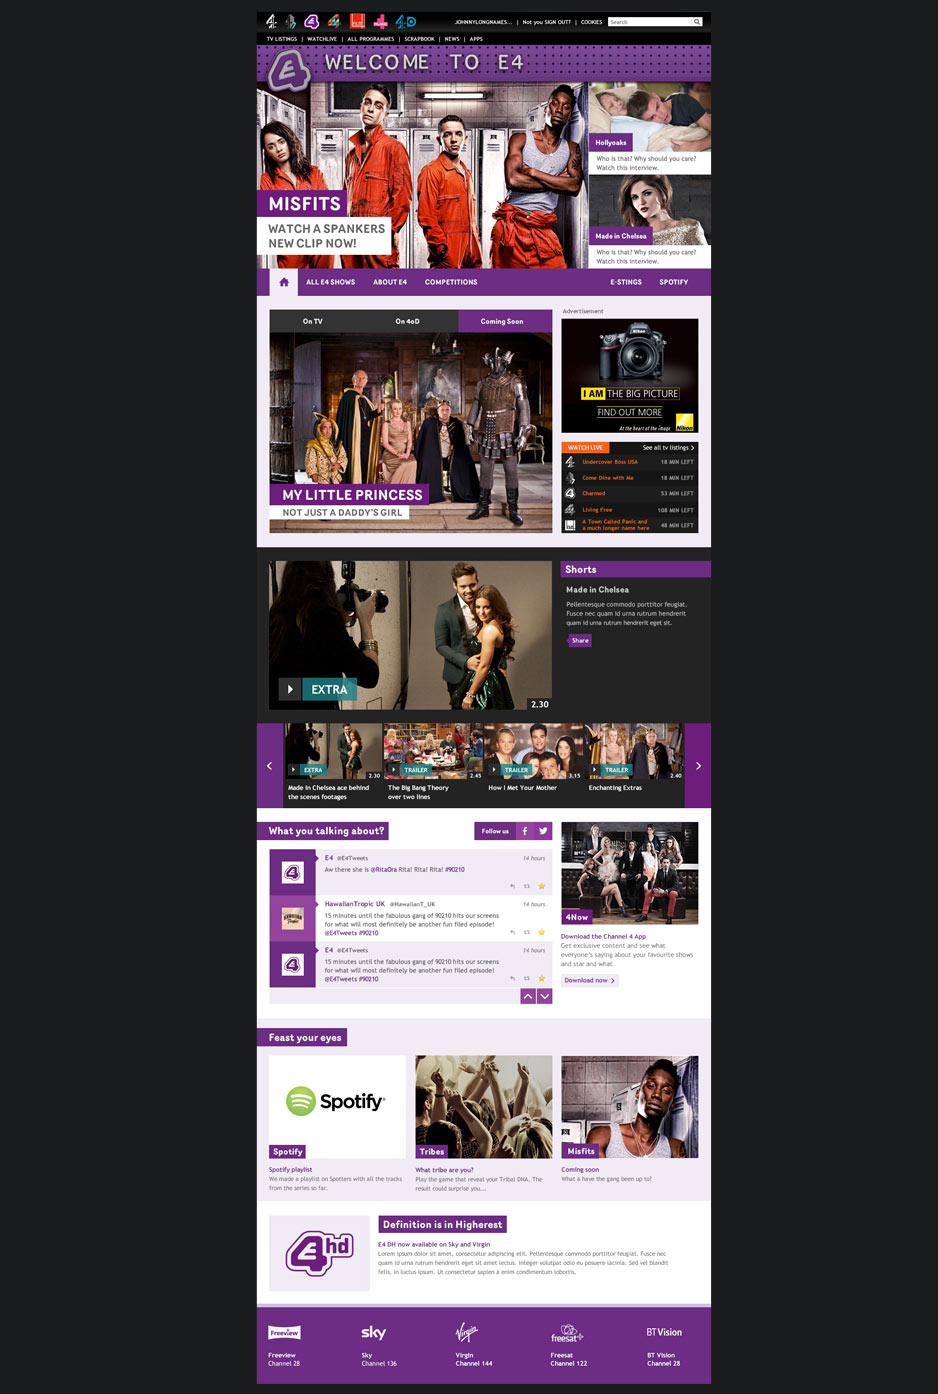 JOHNNYLONGNAMES... | Not you SIGN OUT? | COOKIES
Search
TV LISTINGS | WATCHLIVE | ALL PROGRAMMES | SCRAPBOOK | NEWS | APPS
WELCOME TO E4
MISFITS
WATCH A SPANKERS
NEW CLIP NOW!
Hollyoaks
Who is that? Why should you care?
Watch this interview.
Made in Chelsea
Who is that? Why should you care?
Watch this interview.
ALL E4 SHOWS
ABOUT E4
COMPETITIONS
E-STINGS
SPOTIFY
On TV
On 4oD
Coming Soon
MY LITTLE PRINCESS
NOT JUST A DADDY'S GIRL
Advertisement
Nikon
I AM THE BIG PICTURE
FIND OUT MORE
At the heart of the image
Nikon
WATCH LIVE
See all tv listings
Undercover Boss USA 18 MIN LEFT
Come Dine with Me 18 MIN LEFT
Charmed 53 MIN LEFT
Living Free 108 MIN LEFT
A Town Called Panic and
a much longer name here 48 MIN LEFT
EXTRA
2.30
Shorts
Made in Chelsea
Pellentesque commodo porttitor feugiat.
Fusce nec quam id urna rutrum hendrerit
quam id urna rutrum hendrerit eget sit.
Share
EXTRA
2.30
Made in Chelsea ace behind
the scenes footages
TRAILER
2.45
The Big Bang Theory
over two lines
TRAILER
3.15
How I Met Your Mother
TRAILER
2.40
Enchanting Extras
What you talking about?
Follow us
E4 @E4Tweets 14 hours
Aw there she is @RitaOra Rita! Rita! Rita! #90210
HawaiianTropic UK @HawaiianT_UK 14 hours
15 minutes until the fabulous gang of 90210 hits our screens
for what will most definitely be another fun filed episode!
@E4Tweets #90210
E4 @E4Tweets 14 hours
15 minutes until the fabulous gang of 90210 hits our screens
for what will most definitely be another fun filed episode!
@E4Tweets #90210
4Now
Download the Channel 4 App
Get exclusive content and see what
everyone's saying about your favourite shows
and star and what
Download now
Feast your eyes
Spotify
Spotify
Spotify playlist
We made a playlist on Spotters with all the tracks
from the series so far.
Tribes
What tribe are you?
Play the game that reveal your Tribal DNA. The
result could surprise you...
Misfits
Coming soon
What a have the gang been up to?
4hd
Definition is in Higherest
E4 DH now available on Sky and Virgin
Lorem ipsum dolor sit amet, consectetur adipiscing elit. Pellentesque commodo porttitor feugiat. Fusce nec
quam id urna rutrum hendrerit eget sit amet lectus. Integer volutpat odio eu posuere lacinia. Sed vel blandit
felis, in luctus ipsum. Ut consectetur sapien a enim condimentum lobortis.
Freeview
Freeview
Channel 28
sky
Sky
Channel 136
Virgin
Virgin
Channel 144
freesat+
Freesat
Channel 122
BT Vision
BT Vision
Channel 28